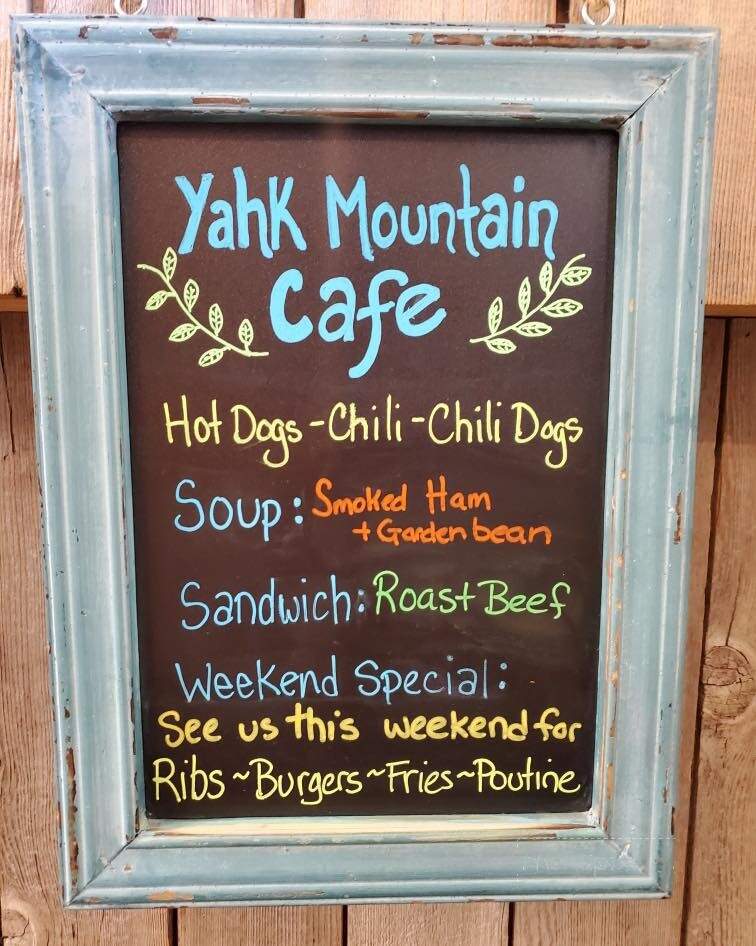 Yahk Mountain
Cafe
Hot Dogs - Chili - Chili Dogs
Soup: Smoked Ham
+ Garden bean
Sandwich: Roast Beef
Weekend Special:
See us this weekend for
Ribs ~ Burgers ~ Fries ~ Poutine